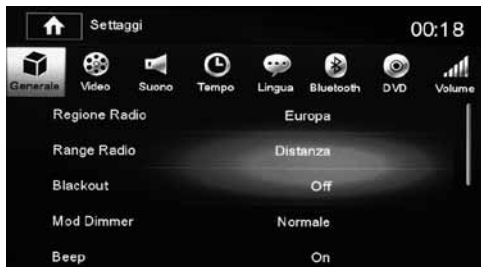 Settaggi 00:18
Generale Video Suono Tempo Lingua Bluetooth DVD Volume
Regione Radio Europa
Range Radio Distanza
Blackout Off
Mod Dimmer Normale
Beep On